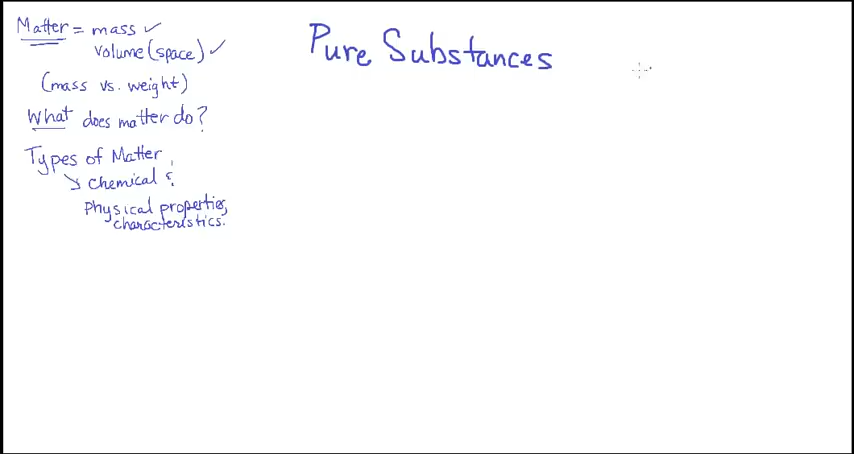 Matter = mass ✓
volume (space) ✓
(mass vs. weight)
What does matter do?
Types of Matter
↘ chemical &
physical properties,
characteristics.
Pure Substances